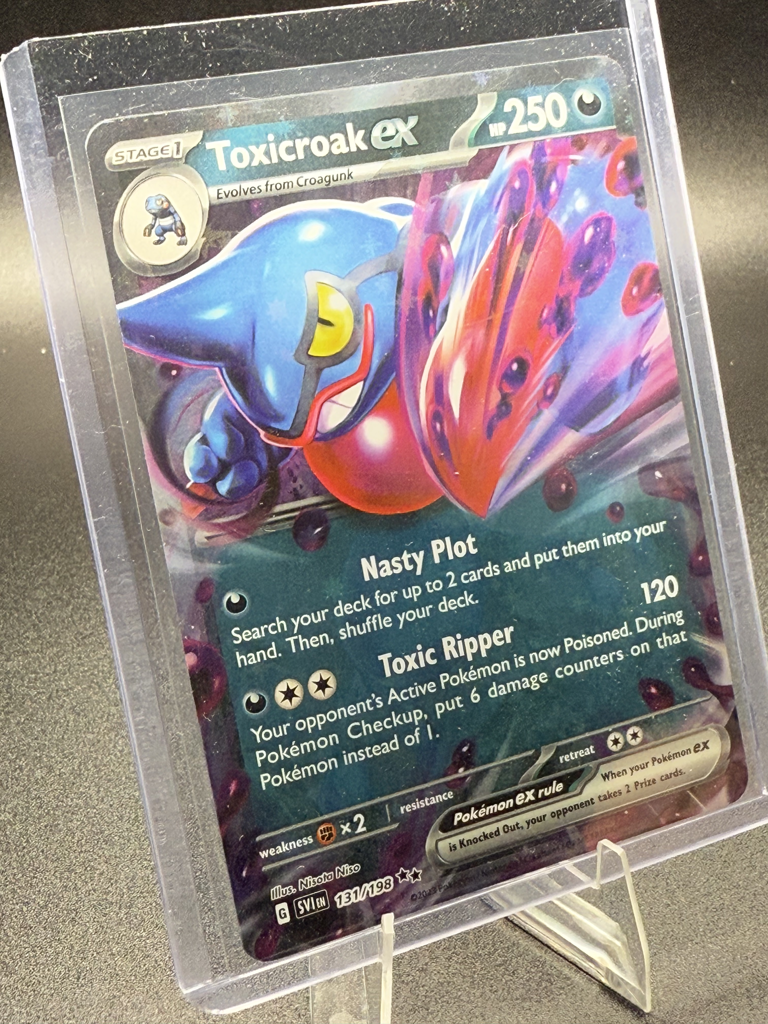 STAGE 1 Toxicroak ex HP 250
Evolves from Croagunk
Nasty Plot
Search your deck for up to 2 cards and put them into your
hand. Then, shuffle your deck.
Toxic Ripper 120
Your opponent's Active Pokémon is now Poisoned. During
Pokémon Checkup, put 6 damage counters on that
Pokémon instead of 1.
weakness ×2 resistance retreat
Pokémon ex rule When your Pokémon ex
is Knocked Out, your opponent takes 2 Prize cards.
Illus. Nisota Niso
G SVI EN 131/198